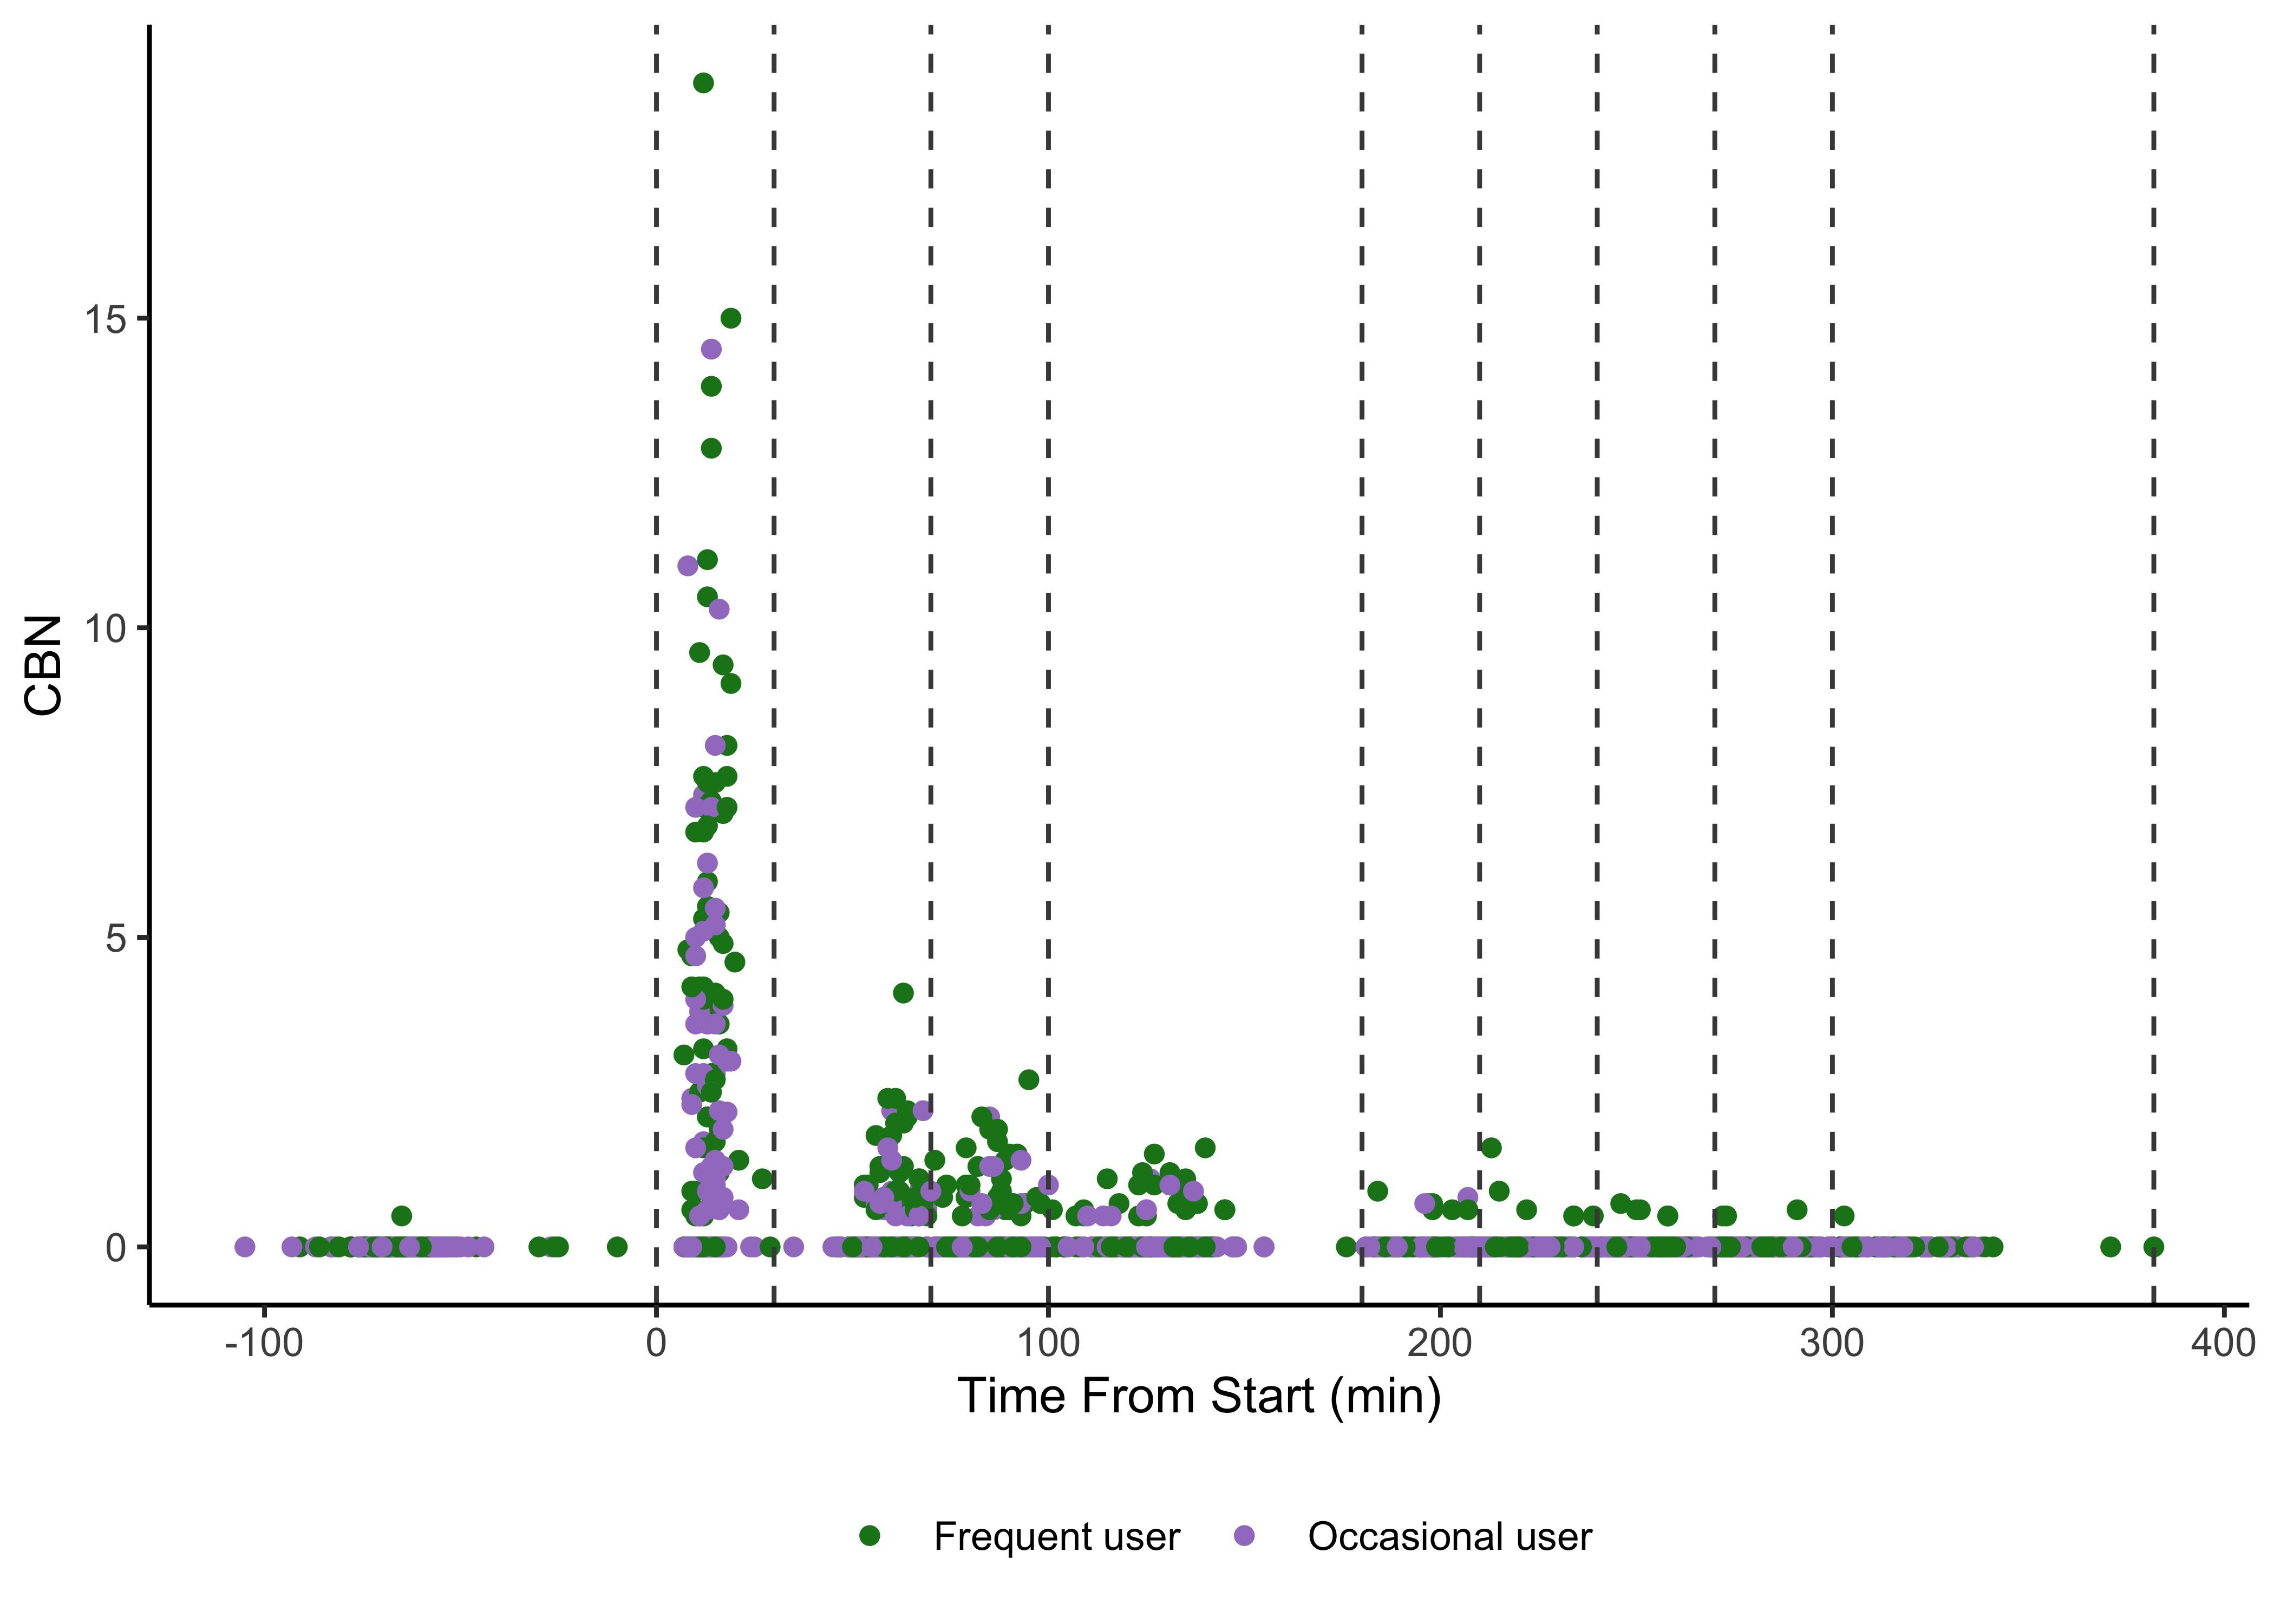 CBN
15
10
5
0
-100 0 100 200 300 400
Time From Start (min)
Frequent user Occasional user